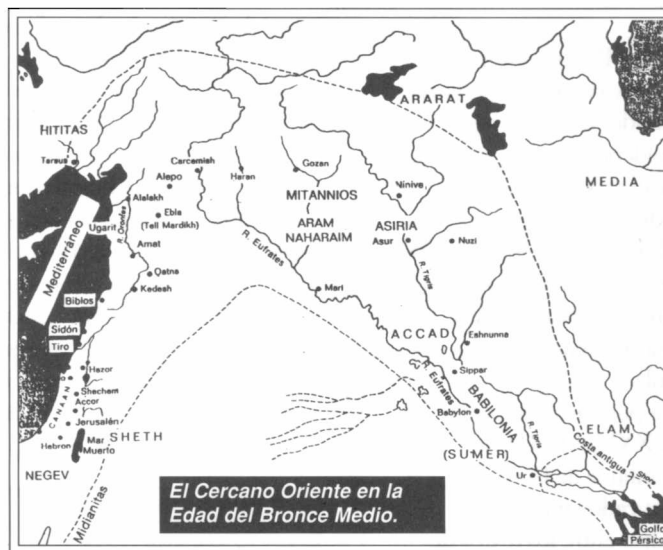 ARARAT
HITITAS
Tarsus
Carcemish
Alepo
Haran
Gozan
MEDIA
Alalakh
MITANNIOS
Ninive
Ebla
(Tell Mardikh)
ARAM
NAHARAIM
ASIRIA
Asur
Nuzi
Ugarit
R. Orontes
Mediterráneo
Amat
R. Eufrates
R. Tigris
Qatna
Kedesh
Mari
Biblos
Sidón
Tiro
ACCAD
Eshnunna
Hazor
R. Eufrates
Sippar
CANAAN
Shechem
Accor
Jerusalén
BABILONIA
Babylon
R. Tigris
ELAM
Hebron
Mar
Muerto
SHETH
(SUMER)
Costa antigua
Shore
NEGEV
Midianitas
Ur
El Cercano Oriente en la
Edad del Bronce Medio.
Golfo
Pérsico